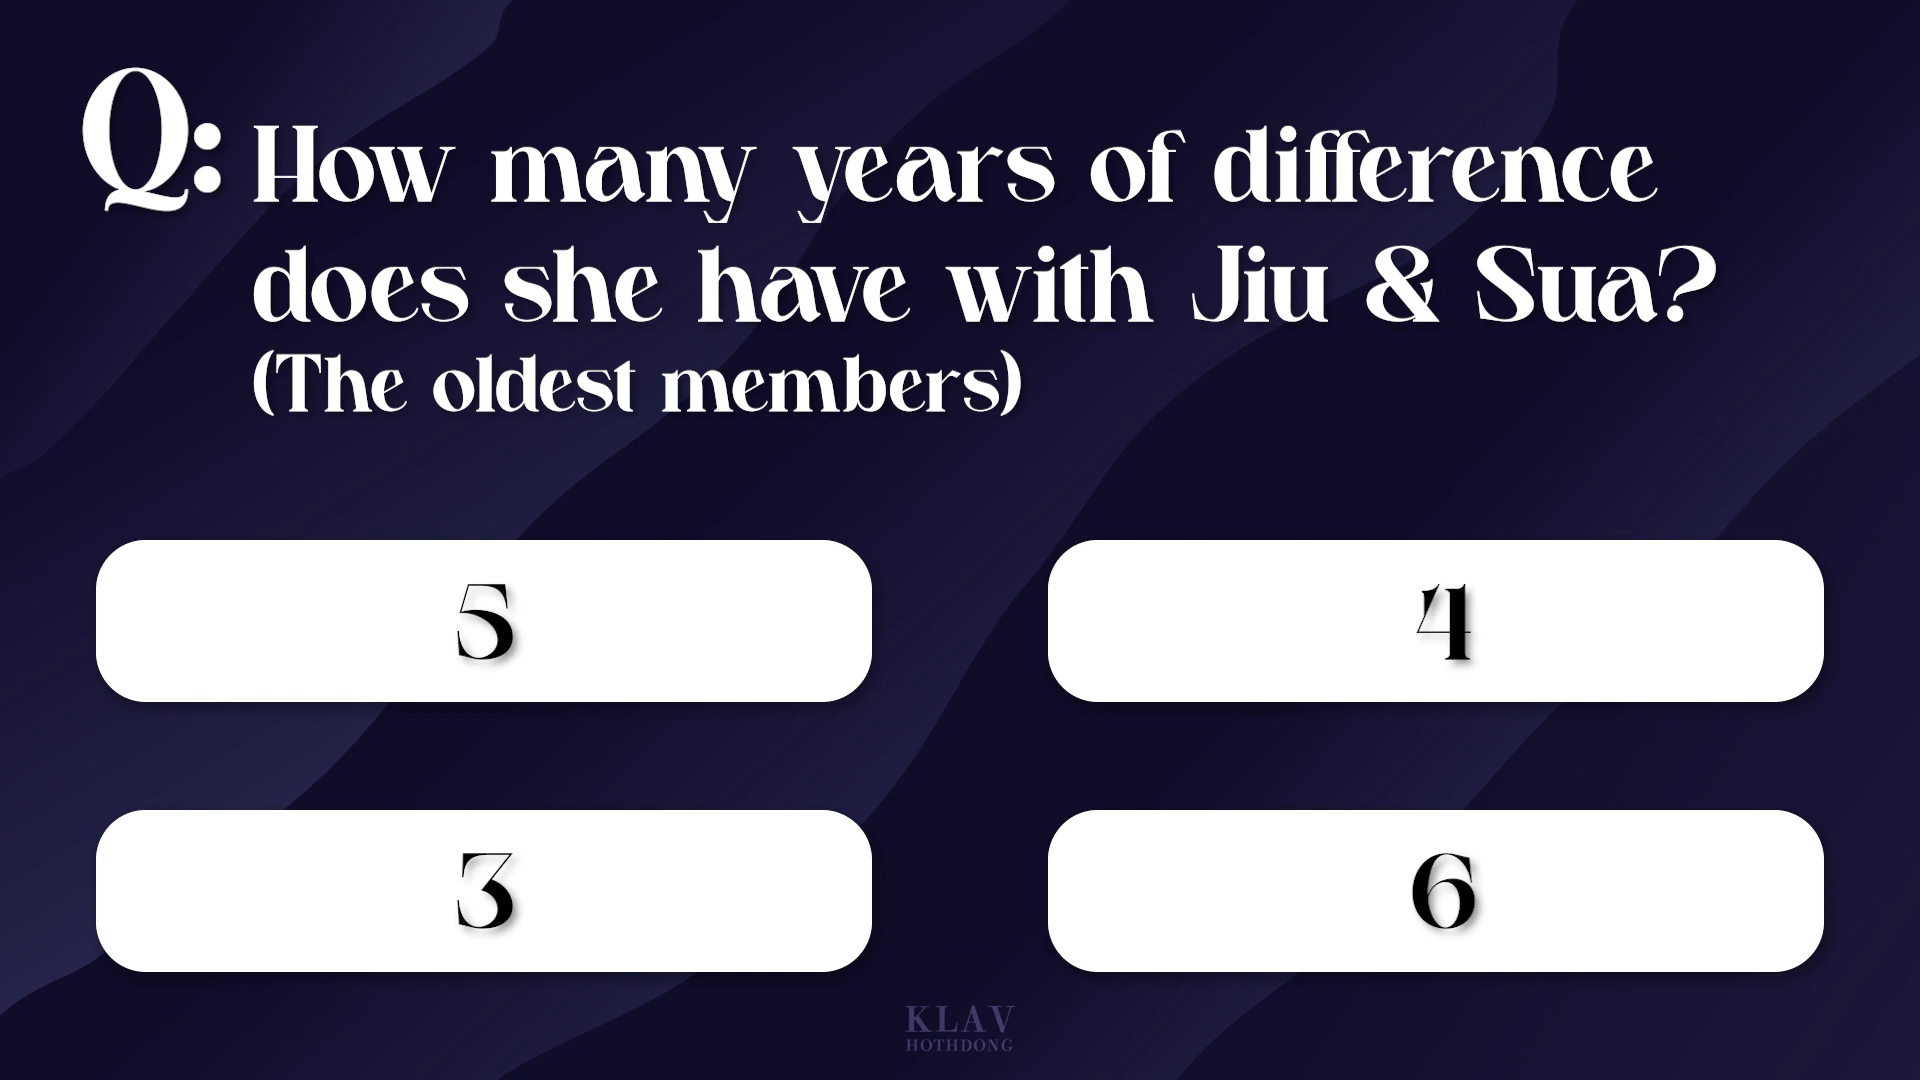 Q: How many years of difference
does she have with Jiu & Sua?
(The oldest members)
5
4
3
6
KLAV
HOTHDONG